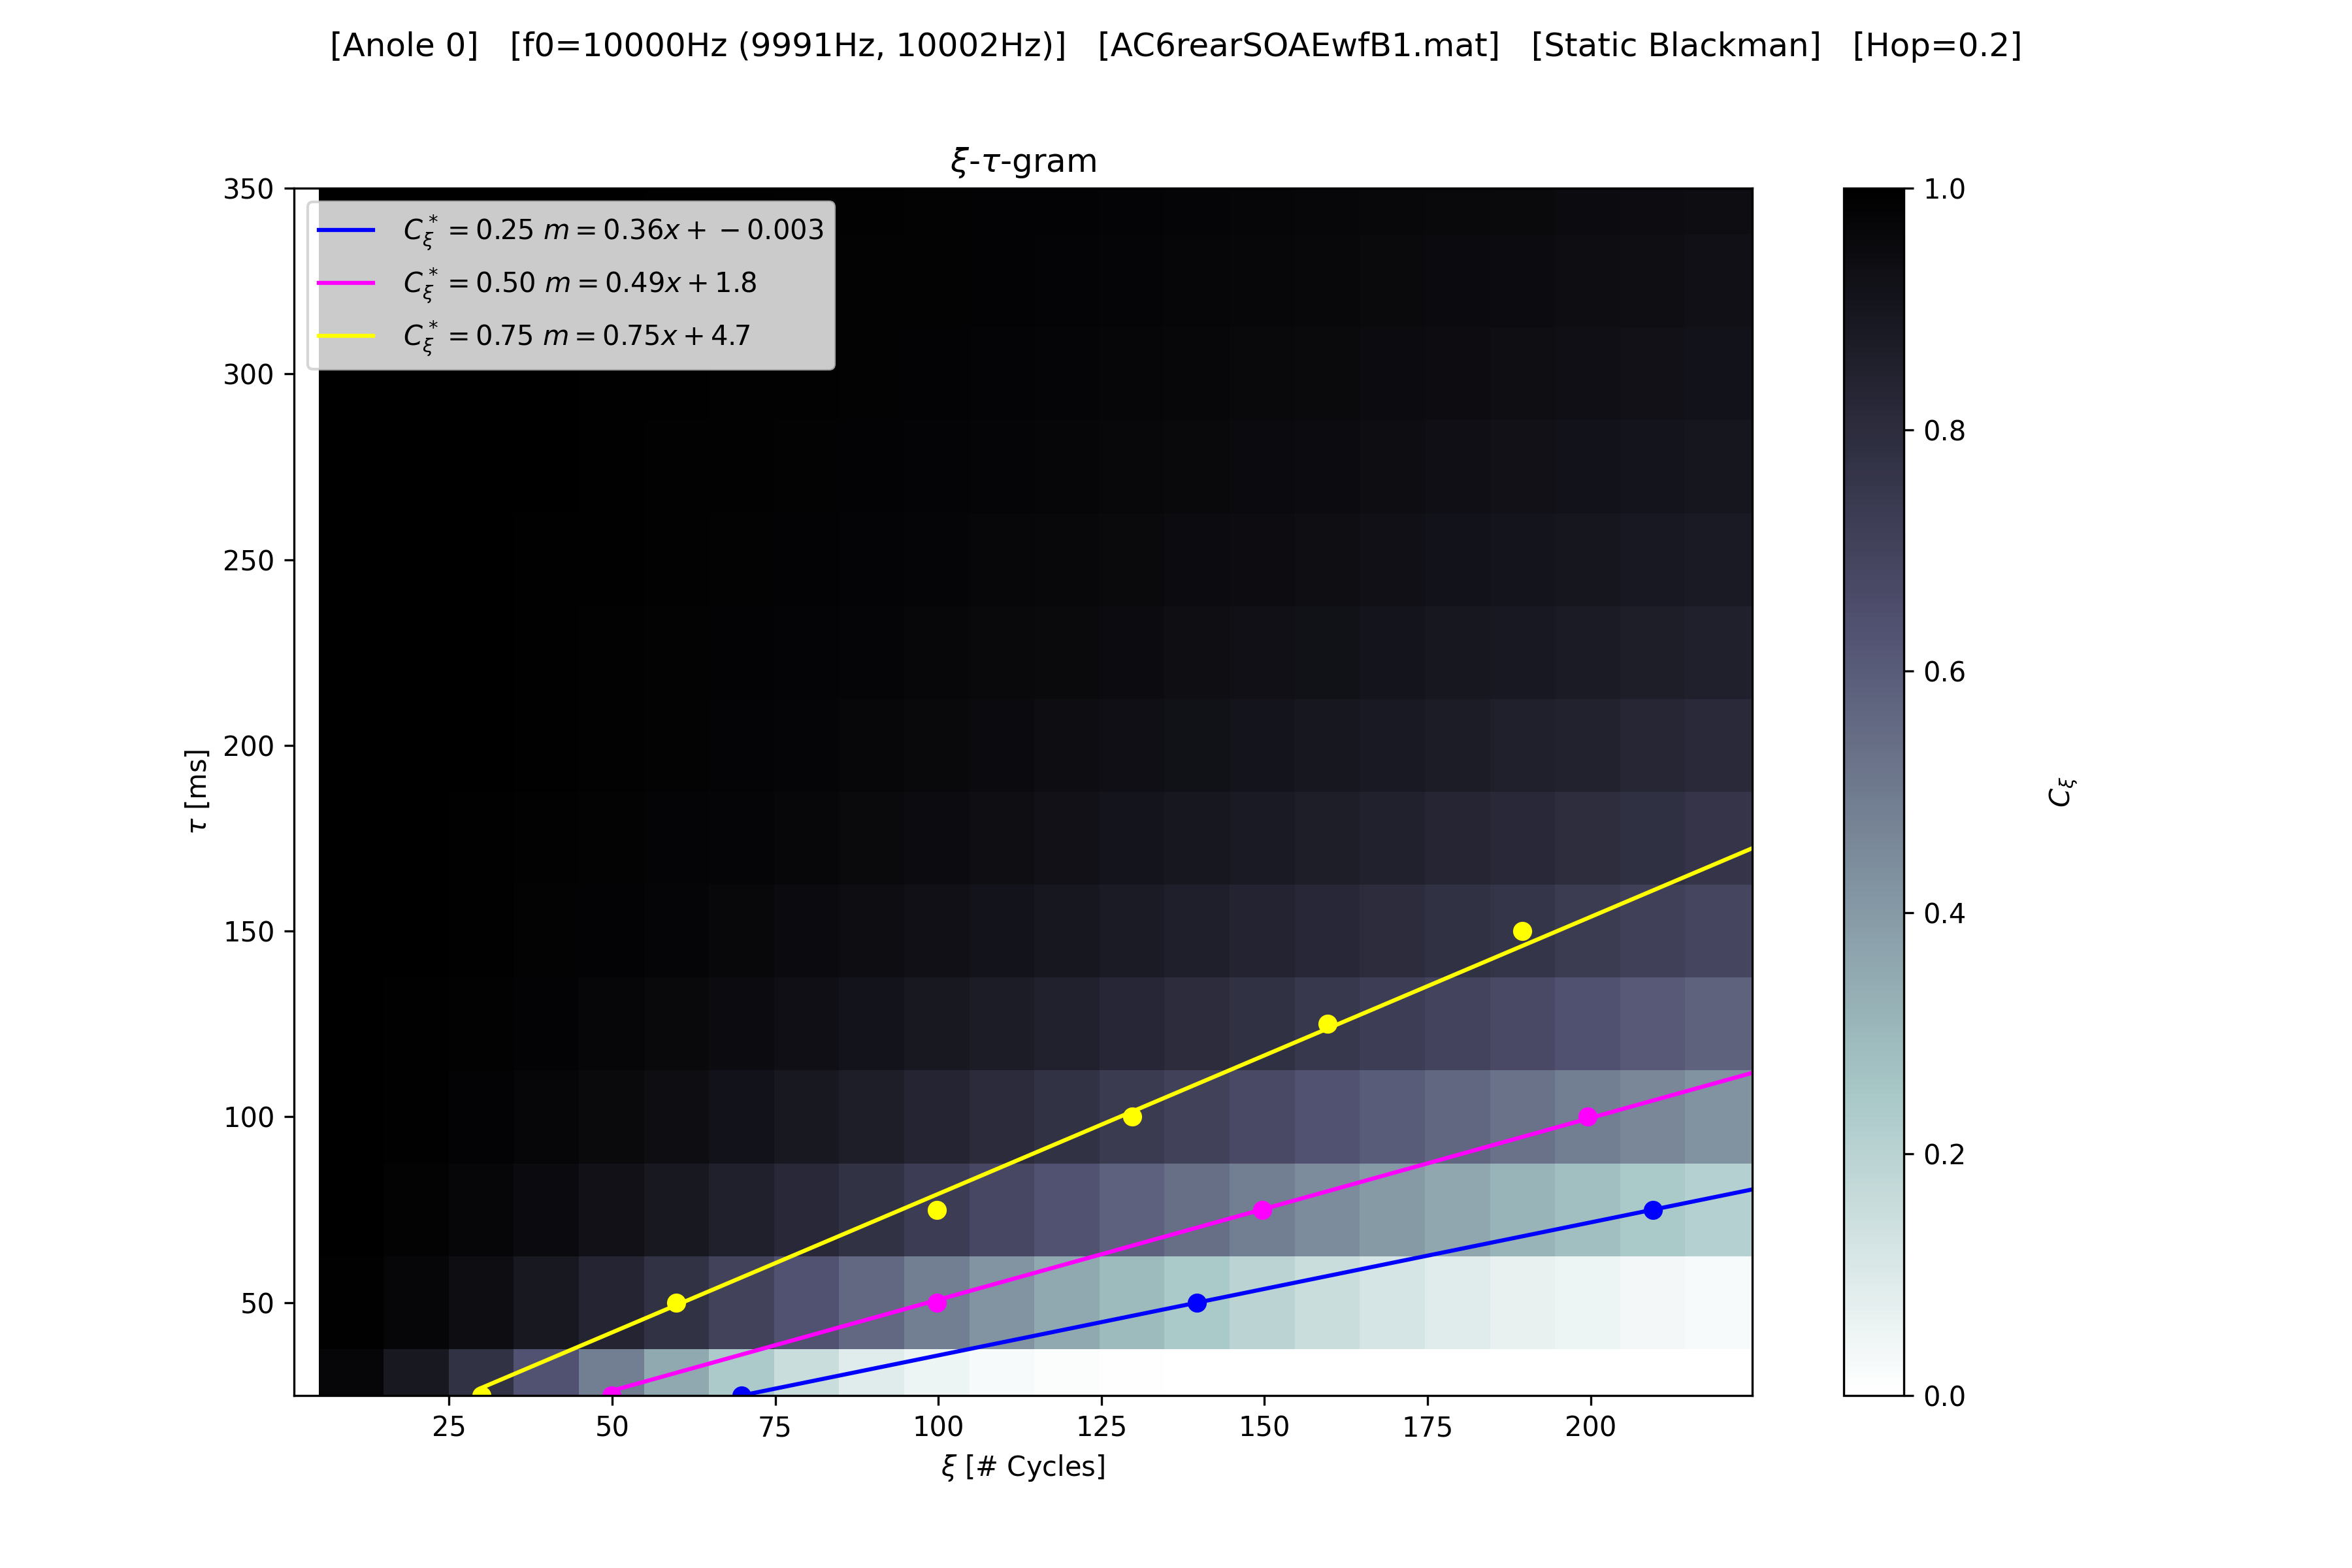 [Anole 0]   [f0=10000Hz (9991Hz, 10002Hz)]   [AC6rearSOAEwfB1.mat]   [Static Blackman]   [Hop=0.2]
ξ-τ-gram
C*ξ = 0.25 m = 0.36x + −0.003
C*ξ = 0.50 m = 0.49x + 1.8
C*ξ = 0.75 m = 0.75x + 4.7
350
300
250
200
150
100
50
τ [ms]
25 50 75 100 125 150 175 200
ξ [# Cycles]
1.0
0.8
0.6
0.4
0.2
0.0
Cξ